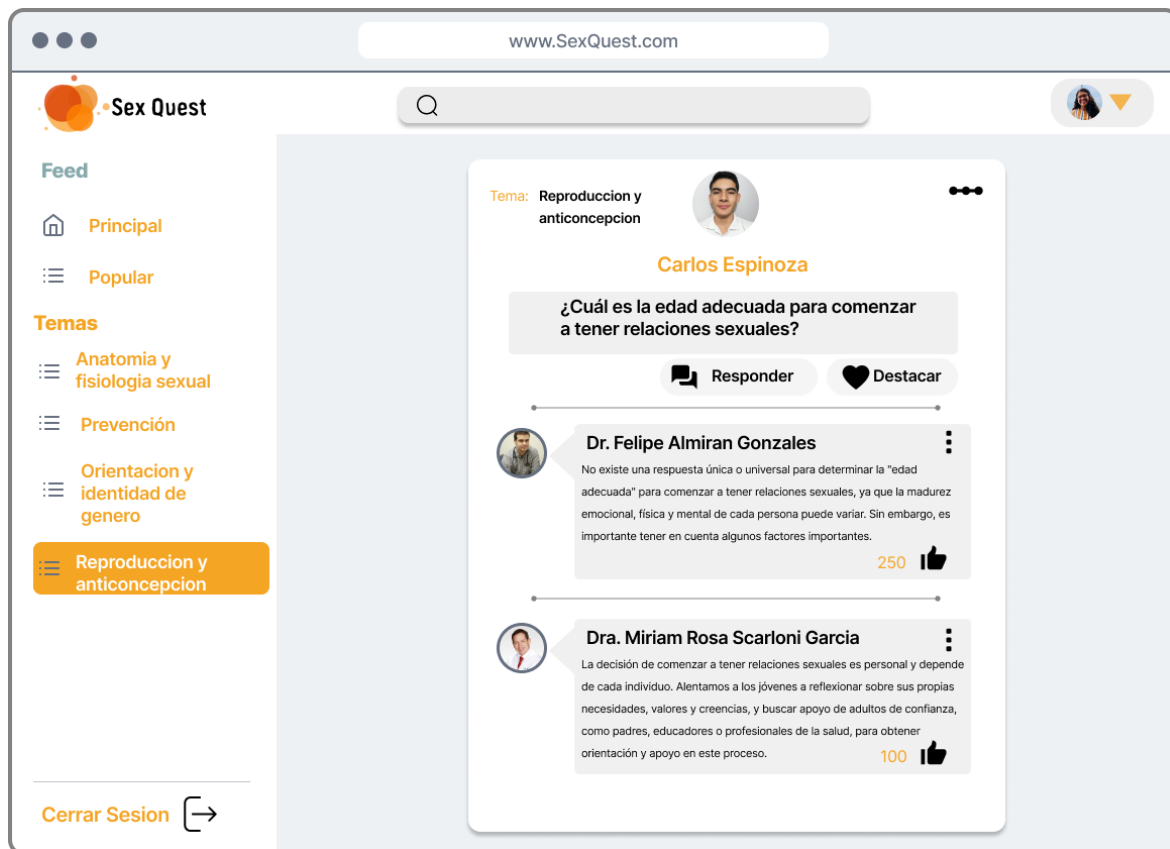 www.SexQuest.com
Sex Quest
Feed
Principal
Popular
Temas
Anatomia y
fisiologia sexual
Prevención
Orientacion y
identidad de
genero
Reproduccion y
anticoncepcion
Cerrar Sesion
Tema: Reproduccion y
anticoncepcion
Carlos Espinoza
¿Cuál es la edad adecuada para comenzar
a tener relaciones sexuales?
Responder
Destacar
Dr. Felipe Almiran Gonzales
No existe una respuesta única o universal para determinar la "edad
adecuada" para comenzar a tener relaciones sexuales, ya que la madurez
emocional, física y mental de cada persona puede variar. Sin embargo, es
importante tener en cuenta algunos factores importantes.
250
Dra. Miriam Rosa Scarloni Garcia
La decisión de comenzar a tener relaciones sexuales es personal y depende
de cada individuo. Alentamos a los jóvenes a reflexionar sobre sus propias
necesidades, valores y creencias, y buscar apoyo de adultos de confianza,
como padres, educadores o profesionales de la salud, para obtener
orientación y apoyo en este proceso.
100